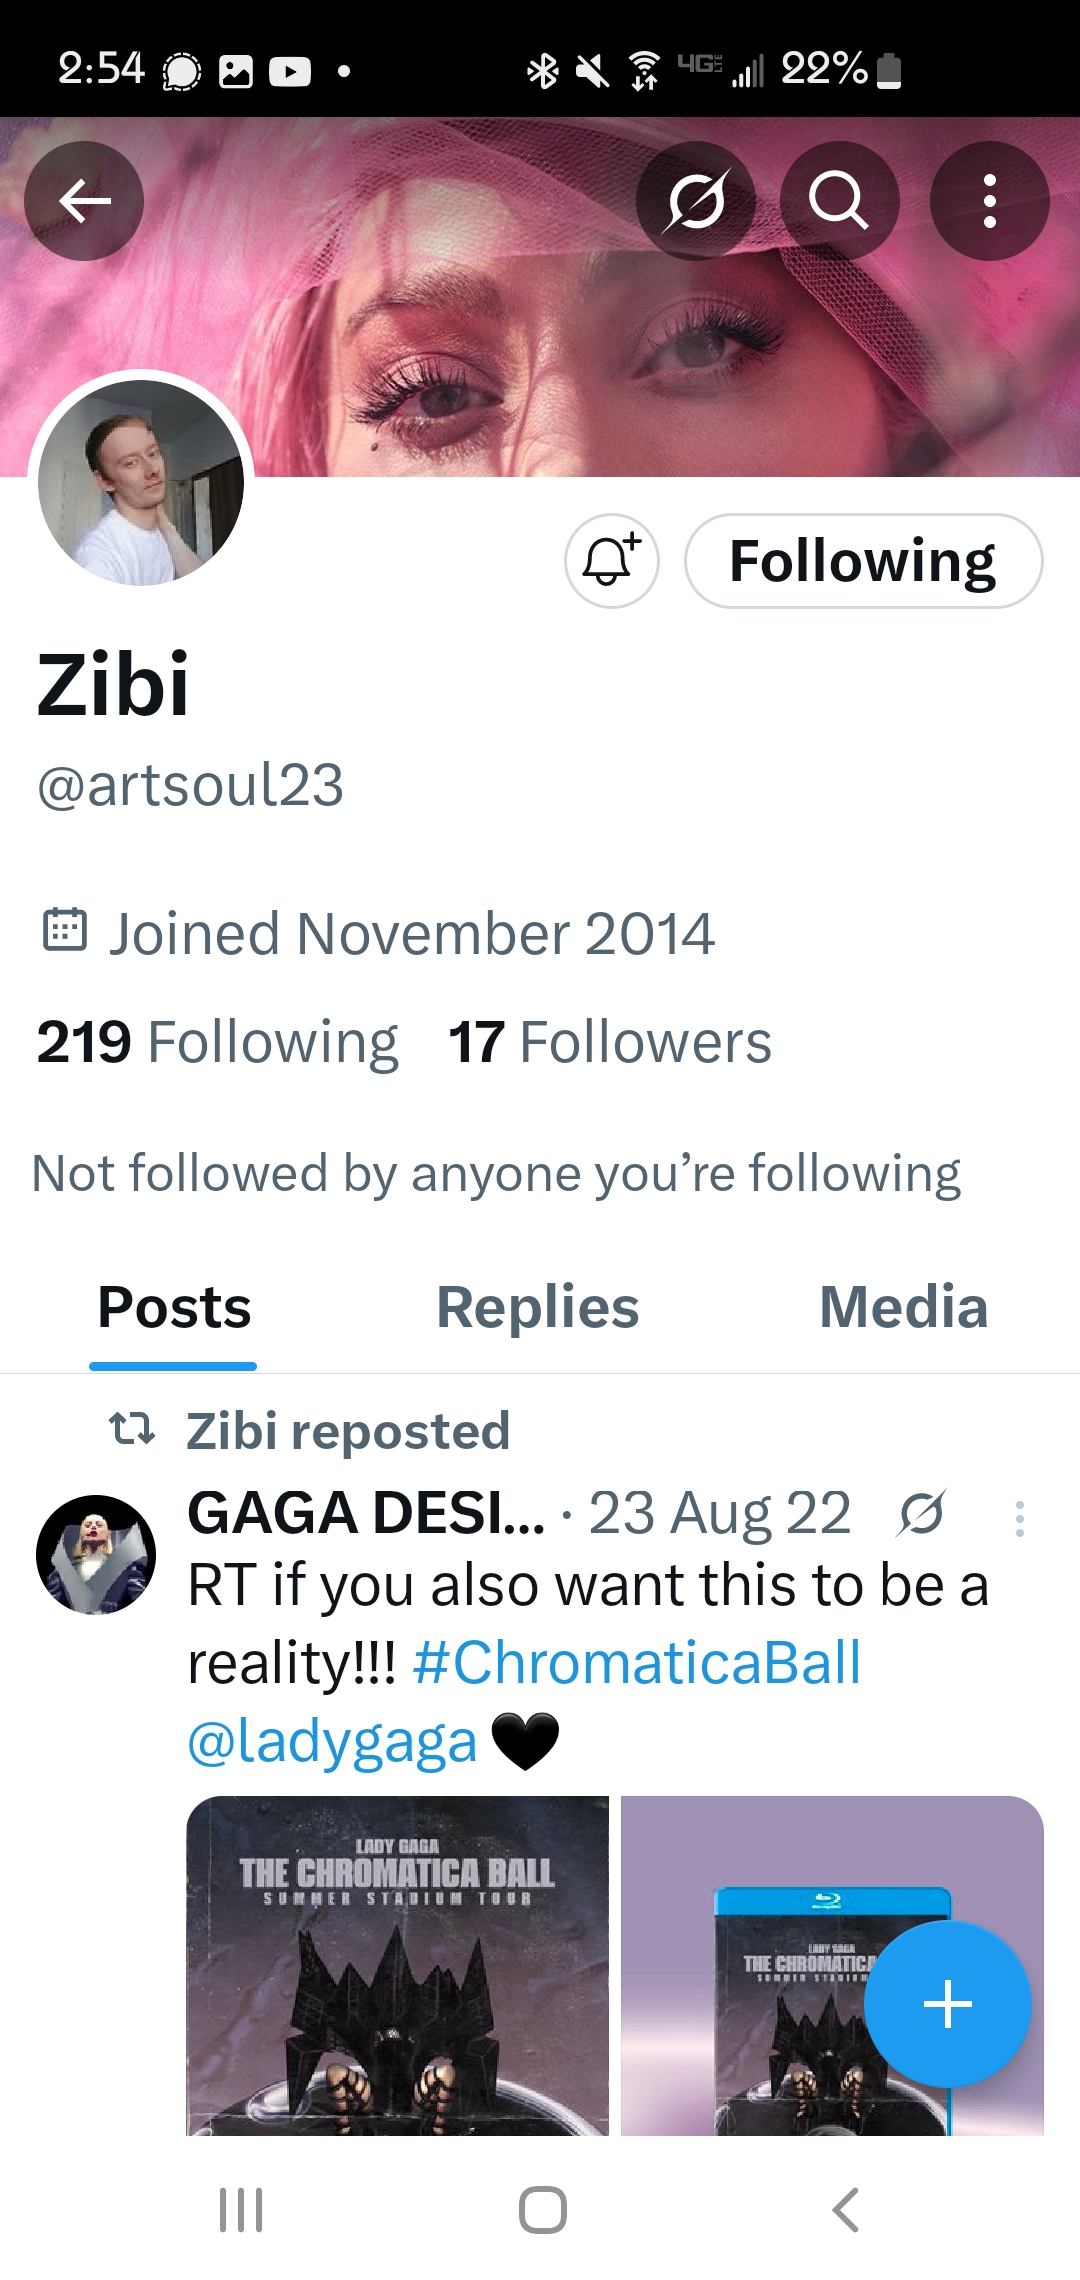 2:54 4G LTE 22%
Following
Zibi
@artsoul23
Joined November 2014
219 Following 17 Followers
Not followed by anyone you’re following
Posts Replies Media
Zibi reposted
GAGA DESI... · 23 Aug 22
RT if you also want this to be a
reality!!! #ChromaticaBall
@ladygaga 🖤
LADY GAGA
THE CHROMATICA BALL
SUMMER STADIUM TOUR
LADY GAGA
THE CHROMATICA
SUMMER STADIUM